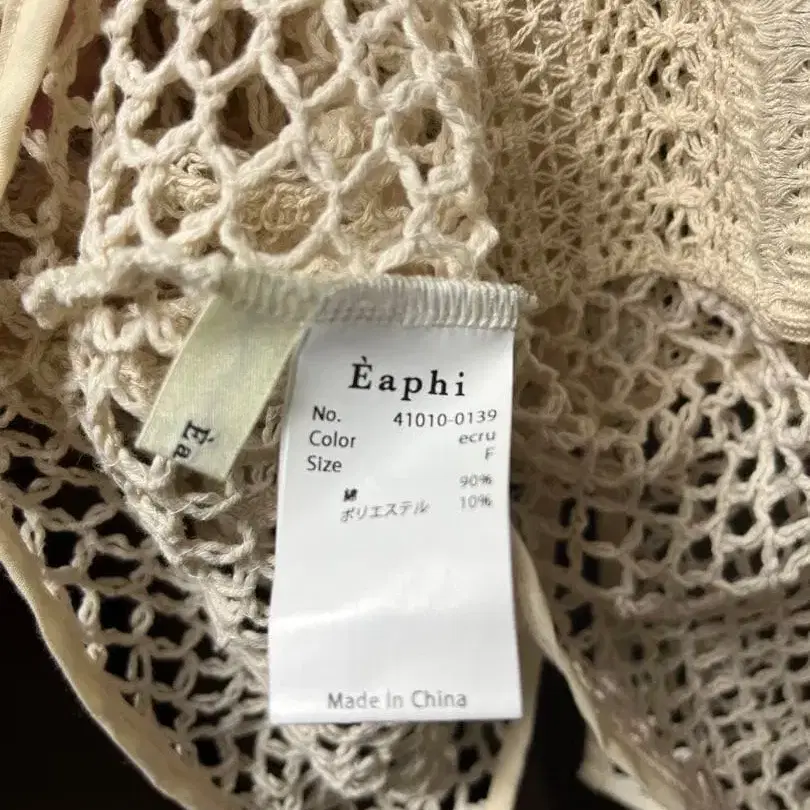 Èaphi
No. 41010-0139
Color ecru
Size F
綿 90%
ポリエステル 10%
Made In China
Èa